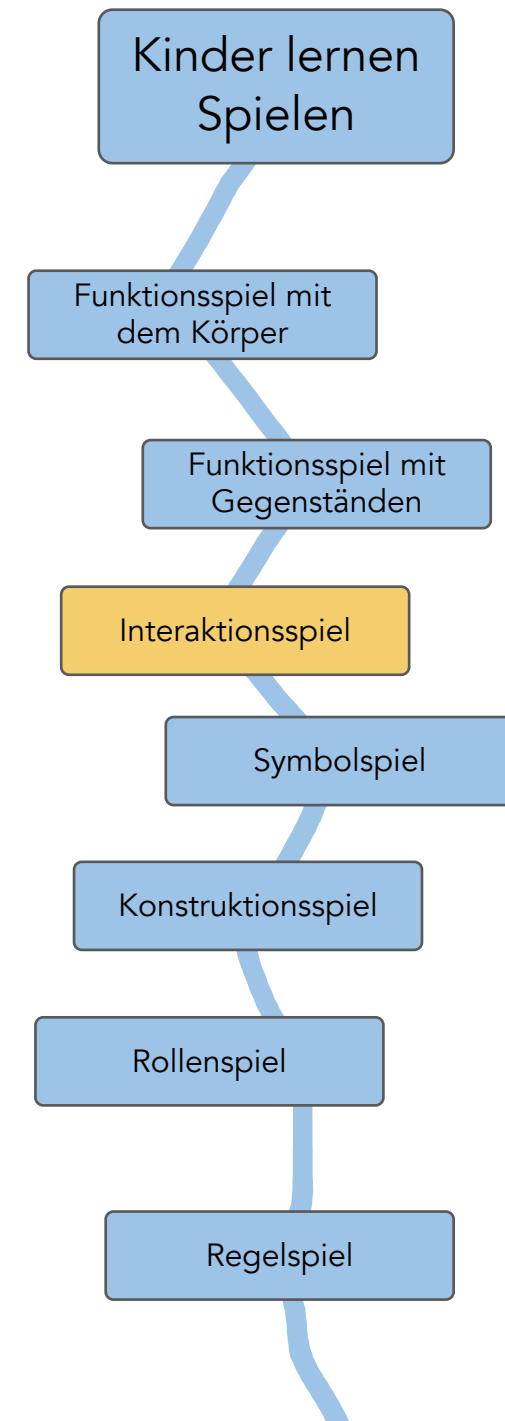 Kinder lernen
Spielen
Funktionsspiel mit
dem Körper
Funktionsspiel mit
Gegenständen
Interaktionsspiel
Symbolspiel
Konstruktionsspiel
Rollenspiel
Regelspiel